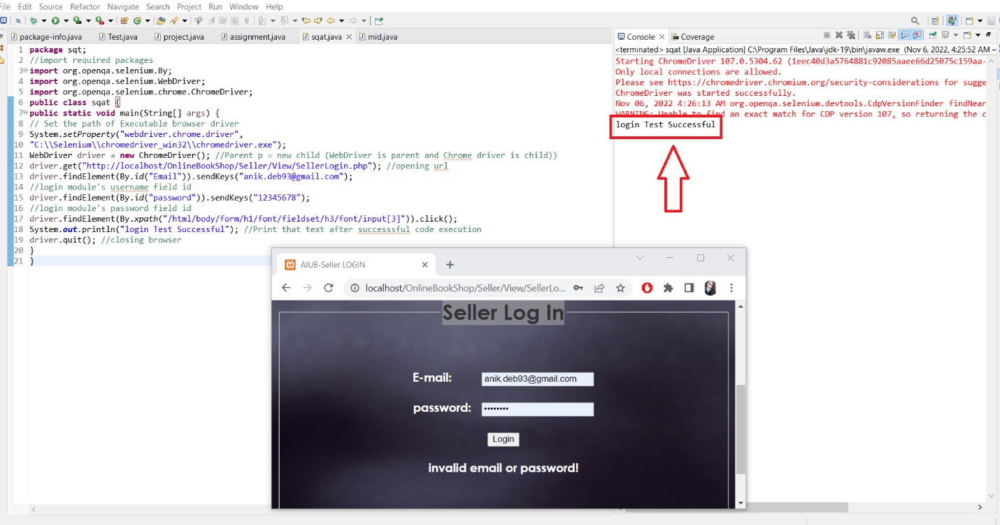 File Edit Source Refactor Navigate Search Project Run Window Help
package-info.java Test.java project.java assignment.java sqat.java mid.java
1 package sqt;
2 //import required packages
3 import org.openqa.selenium.By;
4 import org.openqa.selenium.WebDriver;
5 import org.openqa.selenium.chrome.ChromeDriver;
6 public class sqat {
7 public static void main(String[] args) {
8 // Set the path of Executable browser driver
9 System.setProperty("webdriver.chrome.driver",
10 "C:\\Selenium\\chromedriver_win32\\chromedriver.exe");
11 WebDriver driver = new ChromeDriver(); //Parent p = new child (WebDriver is parent and Chrome driver is child))
12 driver.get("http://localhost/OnlineBookShop/Seller/View/SellerLogin.php"); //opening url
13 driver.findElement(By.id("Email")).sendKeys("anik.deb93@gmail.com");
14 //login module's username field id
15 driver.findElement(By.id("password")).sendKeys("12345678");
16 //login module's password field id
17 driver.findElement(By.xpath("/html/body/form/h1/font/fieldset/h3/font/input[3]")).click();
18 System.out.println("login Test Successful"); //Print that text after successsful code execution
19 driver.quit(); //closing browser
20 }
21 }
Console Coverage
<terminated> sqat [Java Application] C:\Program Files\Java\jdk-19\bin\javaw.exe (Nov 6, 2022, 4:25:52 AM –
Starting ChromeDriver 107.0.5304.62 (1eec40d3a5764881c92085aaee66d25075c159aa-
Only local connections are allowed.
Please see https://chromedriver.chromium.org/security-considerations for sugge
ChromeDriver was started successfully.
Nov 06, 2022 4:26:13 AM org.openqa.selenium.devtools.CdpVersionFinder findNear
WARNING: Unable to find an exact match for CDP version 107, so returning the c
login Test Successful
AIUB-Seller LOGIN
localhost/OnlineBookShop/Seller/View/SellerLo...
Seller Log In
E-mail: anik.deb93@gmail.com
password: ••••••••
Login
invalid email or password!